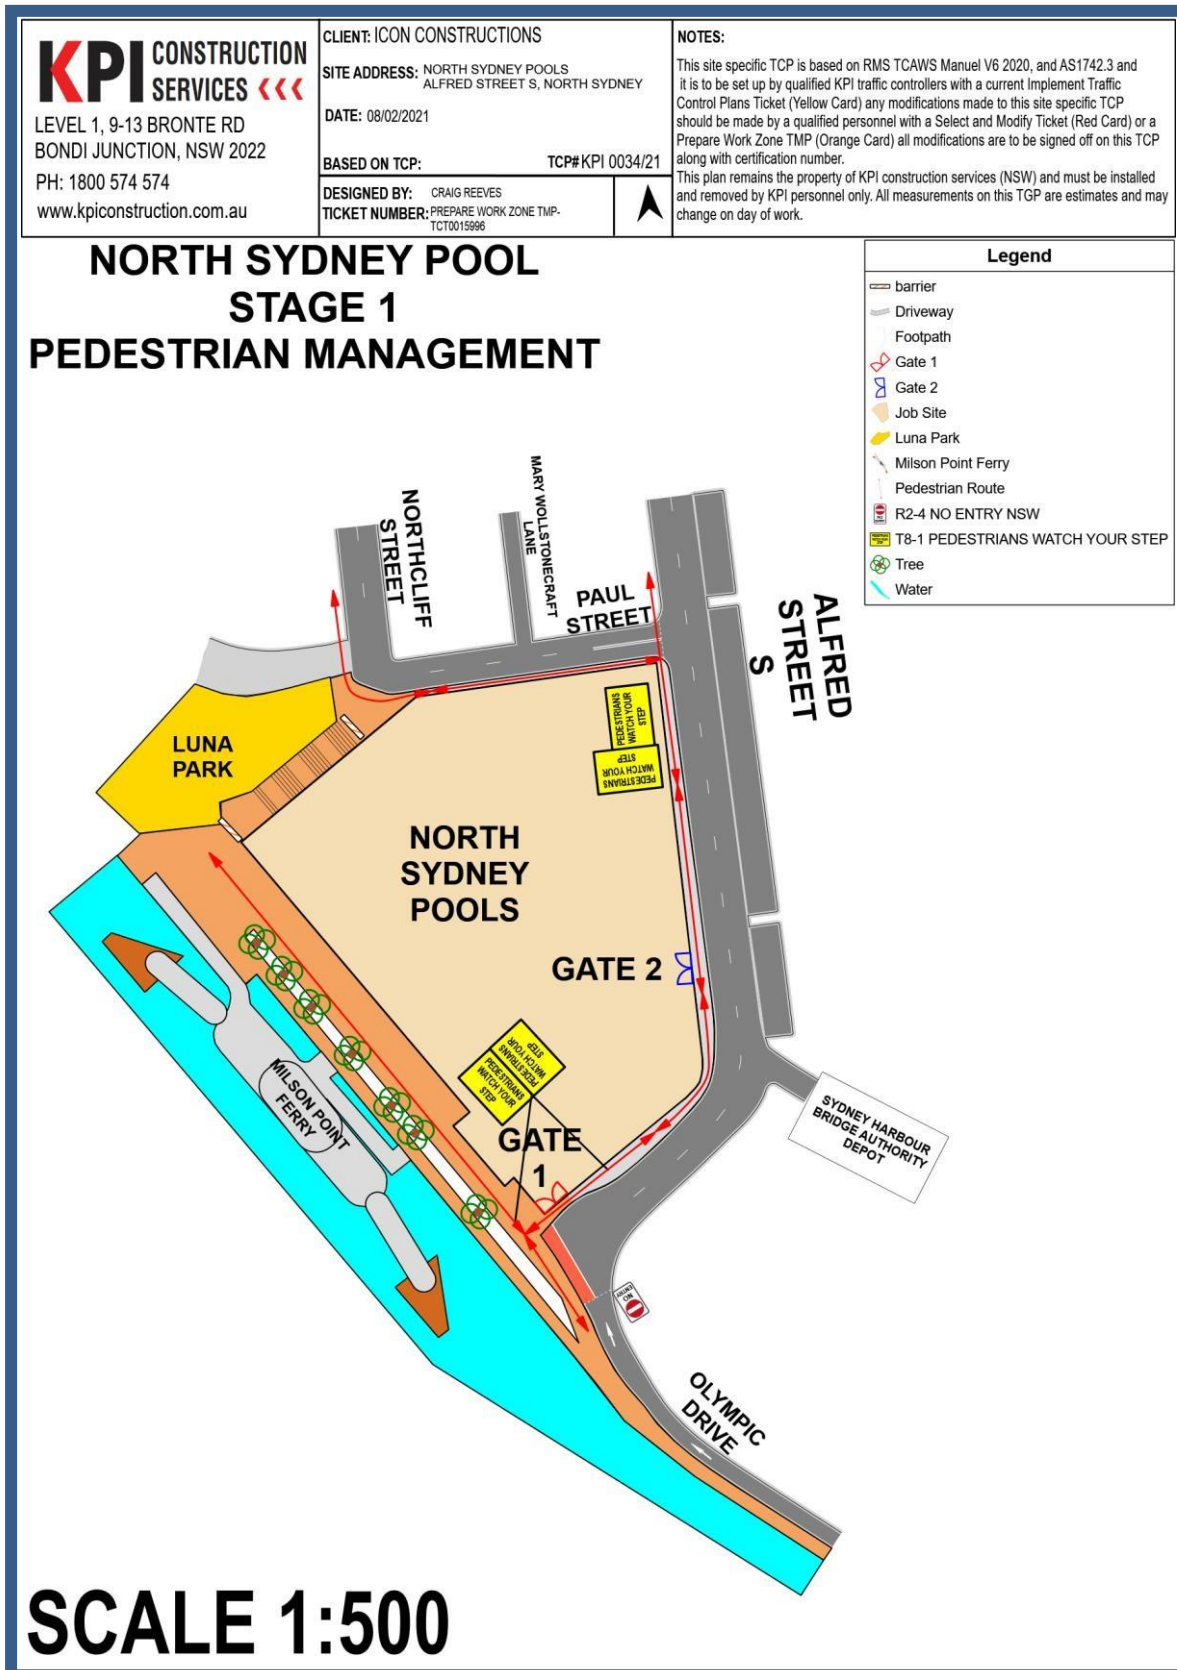 KPI CONSTRUCTION
SERVICES
LEVEL 1, 9-13 BRONTE RD
BONDI JUNCTION, NSW 2022
PH: 1800 574 574
www.kpiconstruction.com.au
CLIENT: ICON CONSTRUCTIONS
SITE ADDRESS: NORTH SYDNEY POOLS
ALFRED STREET S, NORTH SYDNEY
DATE: 08/02/2021
BASED ON TCP: TCP# KPI 0034/21
DESIGNED BY: CRAIG REEVES
TICKET NUMBER: PREPARE WORK ZONE TMP-
TCT0015996
NOTES:
This site specific TCP is based on RMS TCAWS Manuel V6 2020, and AS1742.3 and
it is to be set up by qualified KPI traffic controllers with a current Implement Traffic
Control Plans Ticket (Yellow Card) any modifications made to this site specific TCP
should be made by a qualified personnel with a Select and Modify Ticket (Red Card) or a
Prepare Work Zone TMP (Orange Card) all modifications are to be signed off on this TCP
along with certification number.
This plan remains the property of KPI construction services (NSW) and must be installed
and removed by KPI personnel only. All measurements on this TGP are estimates and may
change on day of work.
NORTH SYDNEY POOL
STAGE 1
PEDESTRIAN MANAGEMENT
Legend
barrier
Driveway
Footpath
Gate 1
Gate 2
Job Site
Luna Park
Milson Point Ferry
Pedestrian Route
R2-4 NO ENTRY NSW
T8-1 PEDESTRIANS WATCH YOUR STEP
Tree
Water
NORTHCLIFF
STREET
MARY WOLLSTONECRAFT
LANE
PAUL
STREET
ALFRED
STREET
S
LUNA
PARK
PEDESTRIANS
WATCH YOUR
STEP
PEDESTRIANS
WATCH YOUR
STEP
NORTH
SYDNEY
POOLS
GATE 2
PEDESTRIANS
WATCH YOUR
STEP
PEDESTRIANS
WATCH YOUR
STEP
GATE
1
MILSON POINT
FERRY
SYDNEY HARBOUR
BRIDGE AUTHORITY
DEPOT
NO
ENTRY
OLYMPIC
DRIVE
SCALE 1:500